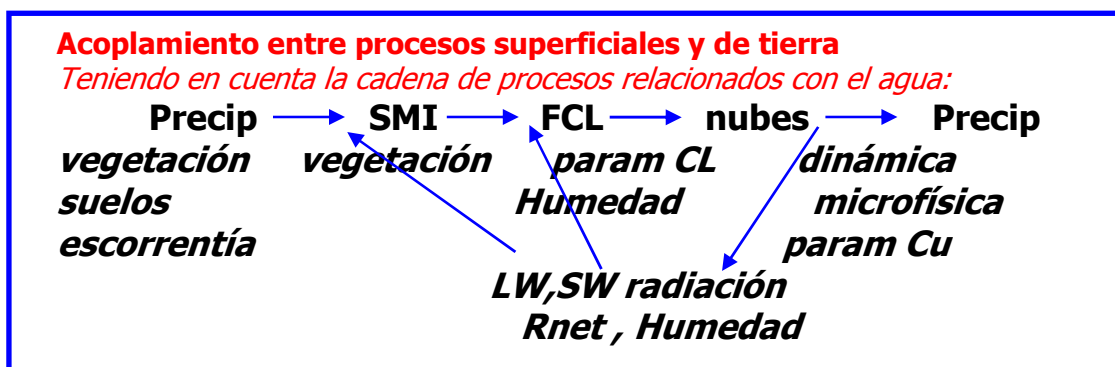 Acoplamiento entre procesos superficiales y de tierra
Teniendo en cuenta la cadena de procesos relacionados con el agua:
Precip SMI FCL nubes Precip
vegetación vegetación param CL dinámica
suelos Humedad microfísica
escorrentía param Cu
LW,SW radiación
Rnet , Humedad